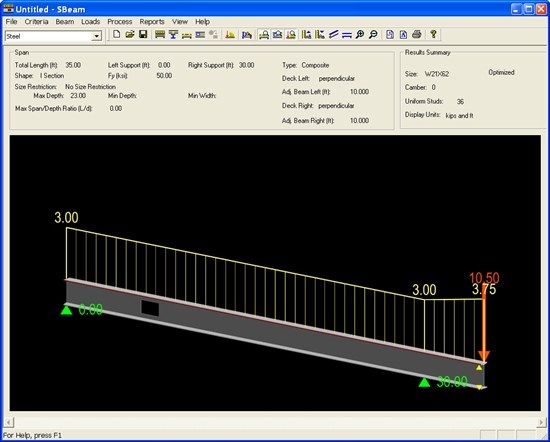 Untitled - SBeam
File Criteria Beam Loads Process Reports View Help
Steel
Span
Total Length (ft): 35.00 Left Support (ft): 0.00 Right Support (ft): 30.00 Type: Composite
Shape: I Section Fy (ksi): 50.00 Deck Left: perpendicular
Size Restriction: No Size Restriction Adj. Beam Left (ft): 10.000
Max Depth: 23.00 Min Depth: Min Width: Deck Right: perpendicular
Max Span/Depth Ratio (L/d): 0.00 Adj. Beam Right (ft): 10.000
Results Summary
Size: W21X62 Optimized
Camber: 0
Uniform Studs: 36
Display Units: kips and ft
3.00
10.50
3.00
3.75
0.00
30.00
For Help, press F1